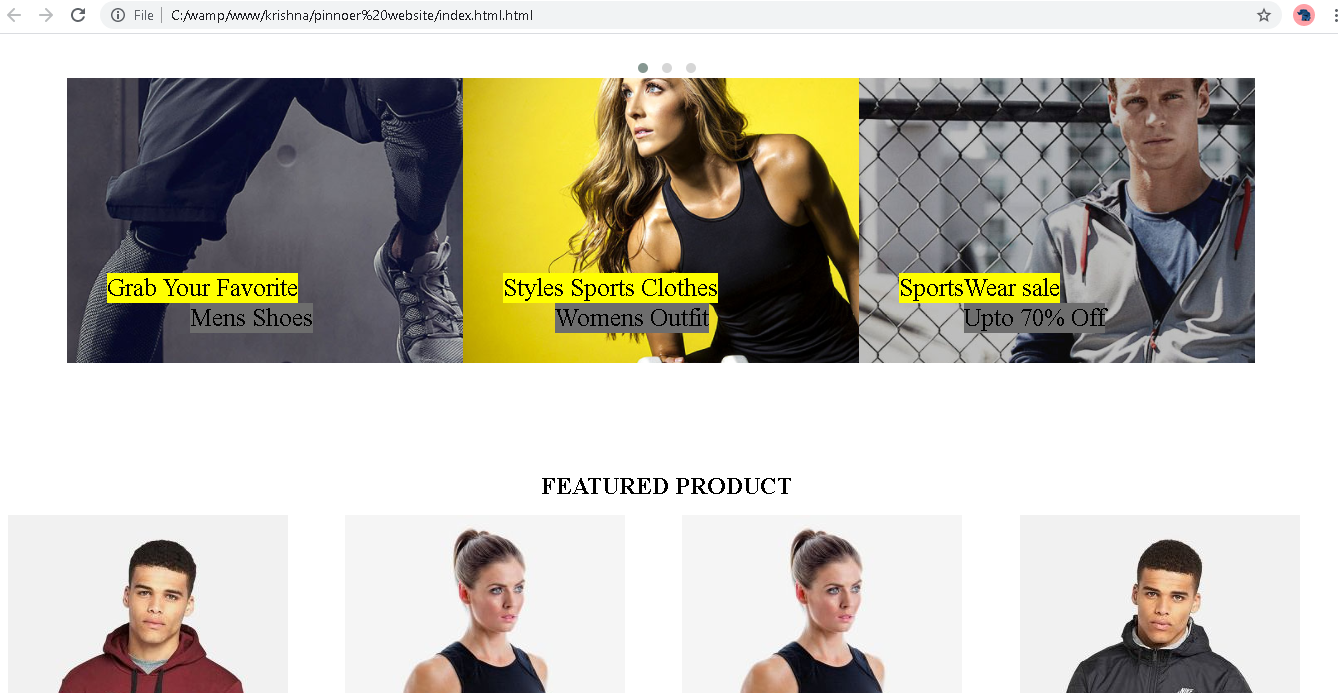 File
C:/wamp/www/krishna/pinnoer%20website/index.html.html
Grab Your Favorite
Mens Shoes
Styles Sports Clothes
Womens Outfit
SportsWear sale
Upto 70% Off
FEATURED PRODUCT
NIKE